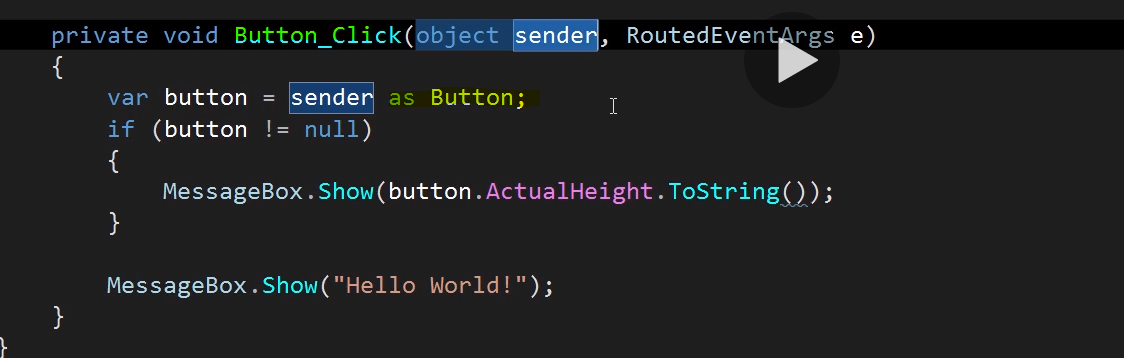 private void Button_Click(object sender, RoutedEventArgs e)
{
var button = sender as Button;
if (button != null)
{
MessageBox.Show(button.ActualHeight.ToString());
}
MessageBox.Show("Hello World!");
}
}